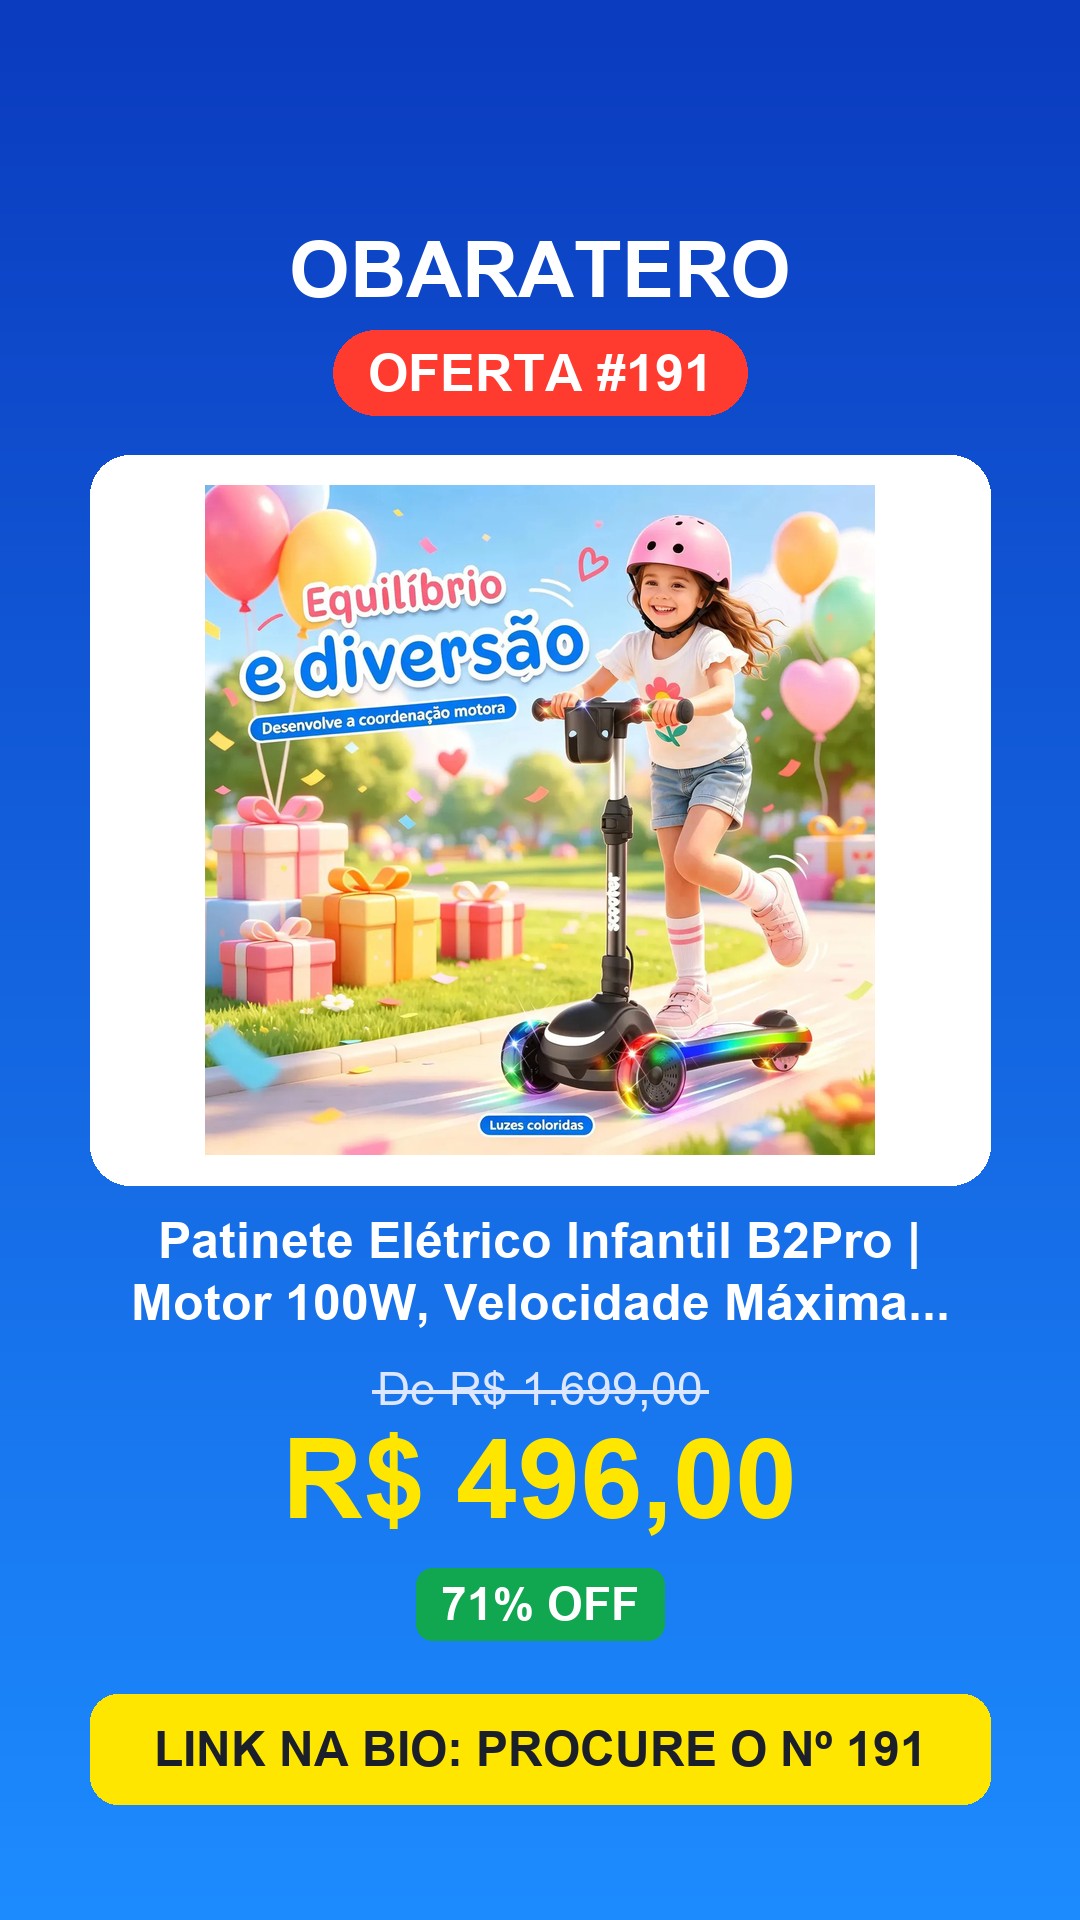 OBARATERO
OFERTA #191
Equilíbrio
e diversão
Desenvolve a coordenação motora
scooter
Luzes coloridas
Patinete Elétrico Infantil B2Pro |
Motor 100W, Velocidade Máxima...
De R$ 1.699,00
R$ 496,00
71% OFF
LINK NA BIO: PROCURE O Nº 191